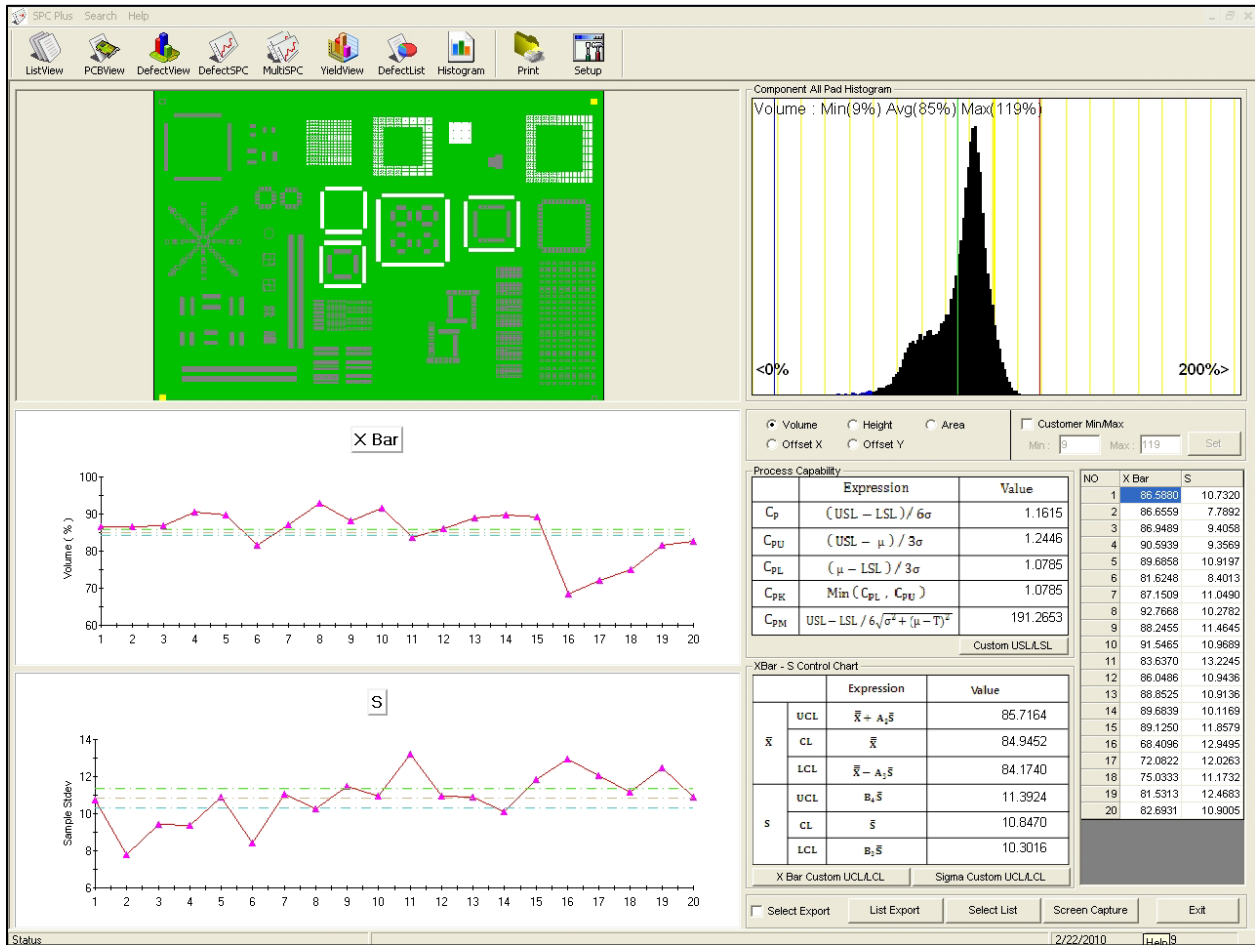 SPC Plus Search Help
ListView PCBView DefectView DefectSPC MultiSPC YieldView DefectList Histogram Print Setup
Component All Pad Histogram
Volume : Min(9%) Avg(85%) Max(119%)
<0% 200%>
X Bar
Volume ( % )
100
90
80
70
60
1 2 3 4 5 6 7 8 9 10 11 12 13 14 15 16 17 18 19 20
S
Sample Stdev
14
12
10
8
6
1 2 3 4 5 6 7 8 9 10 11 12 13 14 15 16 17 18 19 20
Volume Height Area
Offset X Offset Y
Customer Min/Max
Min : 9 Max : 119 Set
Process Capability
Expression Value
CP (USL − LSL) / 6σ 1.1615
CPU (USL − μ) / 3σ 1.2446
CPL (μ − LSL) / 3σ 1.0785
CPK Min (CPL , CPU) 1.0785
CPM USL − LSL / 6√σ² + (μ − T)² 191.2653
Custom USL/LSL
XBar - S Control Chart
Expression Value
X̄ UCL X̿ + A₃S̄ 85.7164
CL X̿ 84.9452
LCL X̿ − A₃S̄ 84.1740
S UCL B₄S̄ 11.3924
CL S̄ 10.8470
LCL B₃S̄ 10.3016
X Bar Custom UCL/LCL Sigma Custom UCL/LCL
NO X Bar S
1 86.5880 10.7320
2 86.6559 7.7892
3 86.9489 9.4058
4 90.5939 9.3569
5 89.6858 10.9197
6 81.6248 8.4013
7 87.1509 11.0490
8 92.7668 10.2782
9 88.2455 11.4645
10 91.5465 10.9689
11 83.6370 13.2245
12 86.0486 10.9436
13 88.8525 10.9136
14 89.6839 10.1169
15 89.1250 11.8579
16 68.4096 12.9495
17 72.0822 12.0263
18 75.0333 11.1732
19 81.5313 12.4683
20 82.6931 10.9005
Select Export List Export Select List Screen Capture Exit
Status 2/22/2010 Help 9